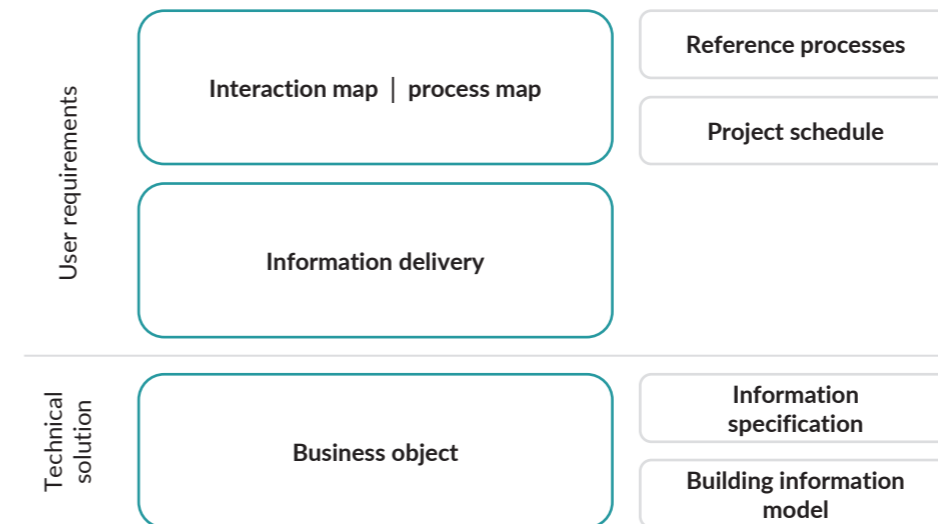 User requirements
Interaction map | process map
Reference processes
Project schedule
Information delivery
Technical
solution
Business object
Information
specification
Building information
model